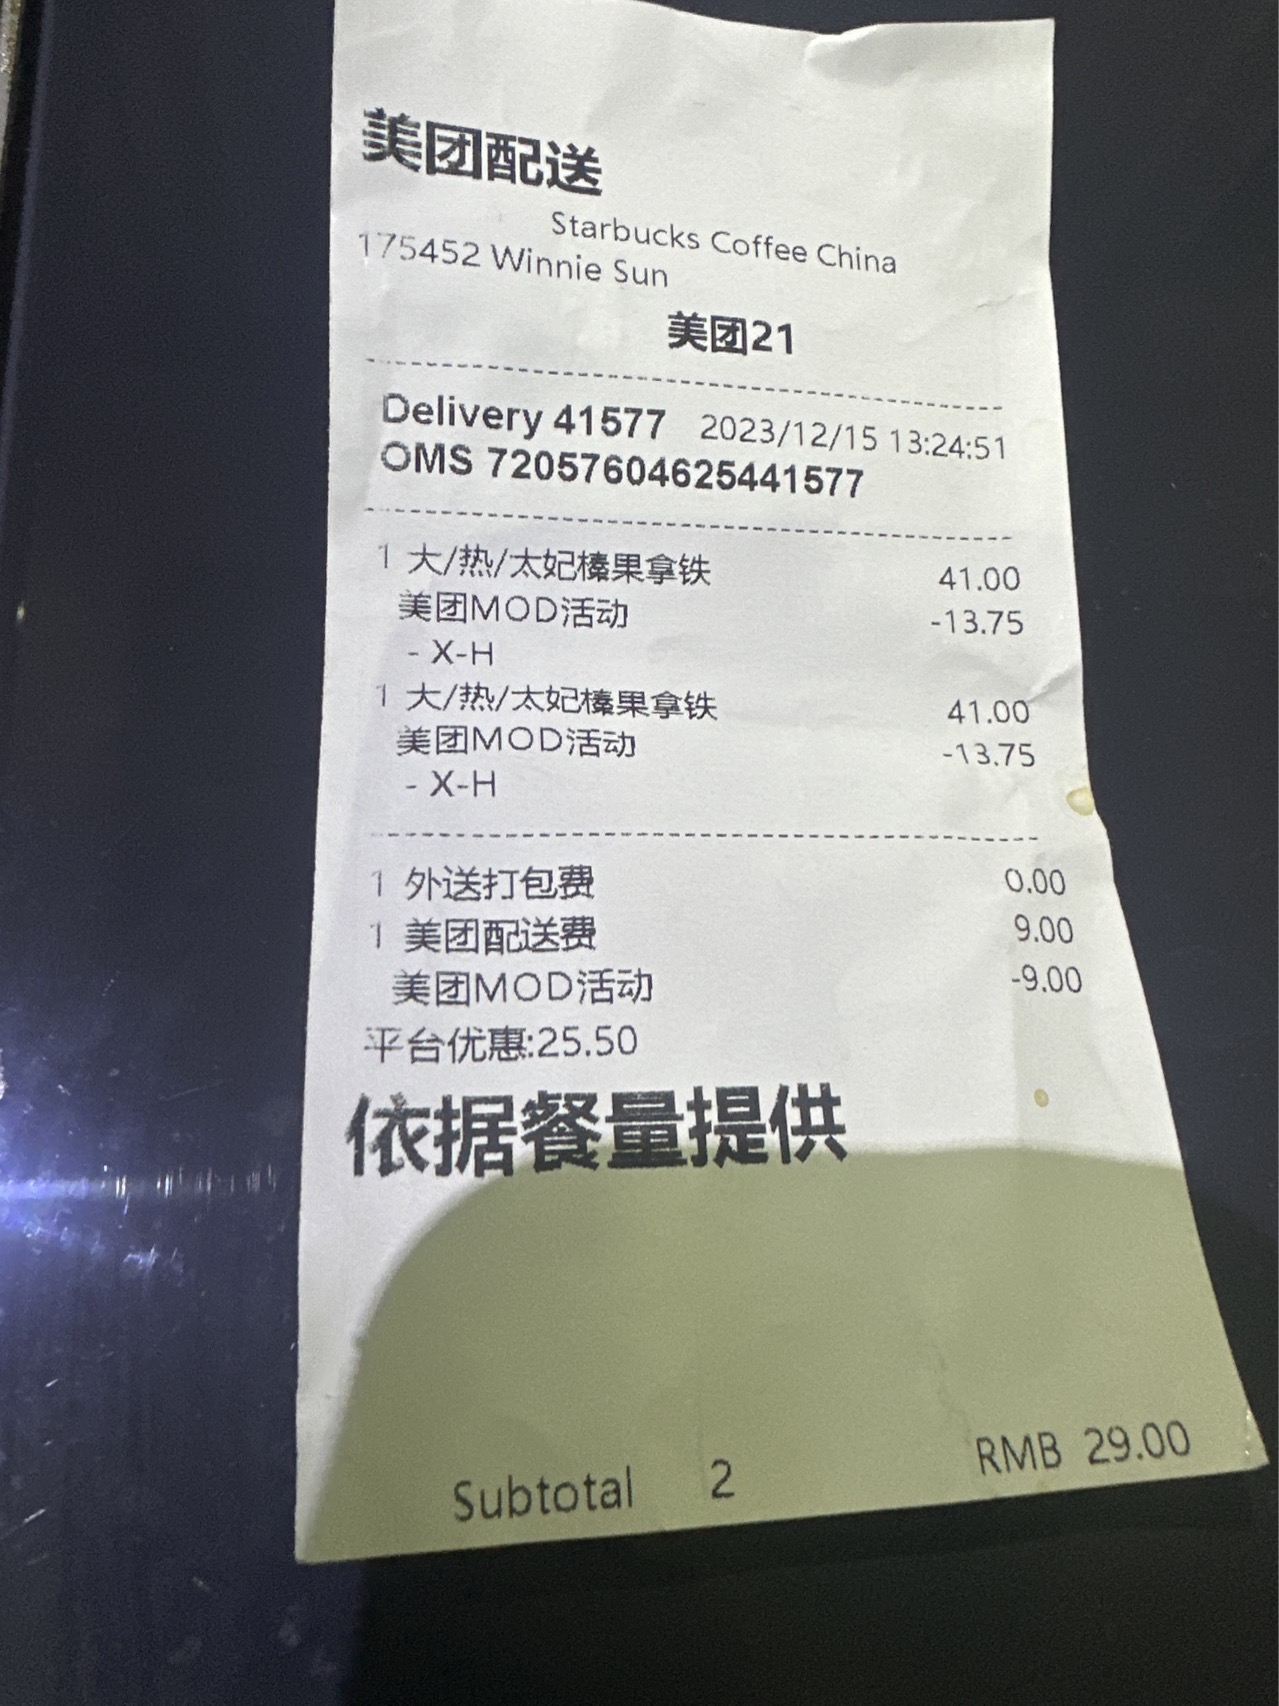 美团配送
Starbucks Coffee China
175452 Winnie Sun
美团21
Delivery 41577 2023/12/15 13:24:51
OMS 72057604625441577
1 大/热/太妃榛果拿铁 41.00
美团MOD活动 -13.75
- X-H
1 大/热/太妃榛果拿铁 41.00
美团MOD活动 -13.75
- X-H
1 外送打包费 0.00
1 美团配送费 9.00
美团MOD活动 -9.00
平台优惠:25.50
依据餐量提供
Subtotal 2 RMB 29.00